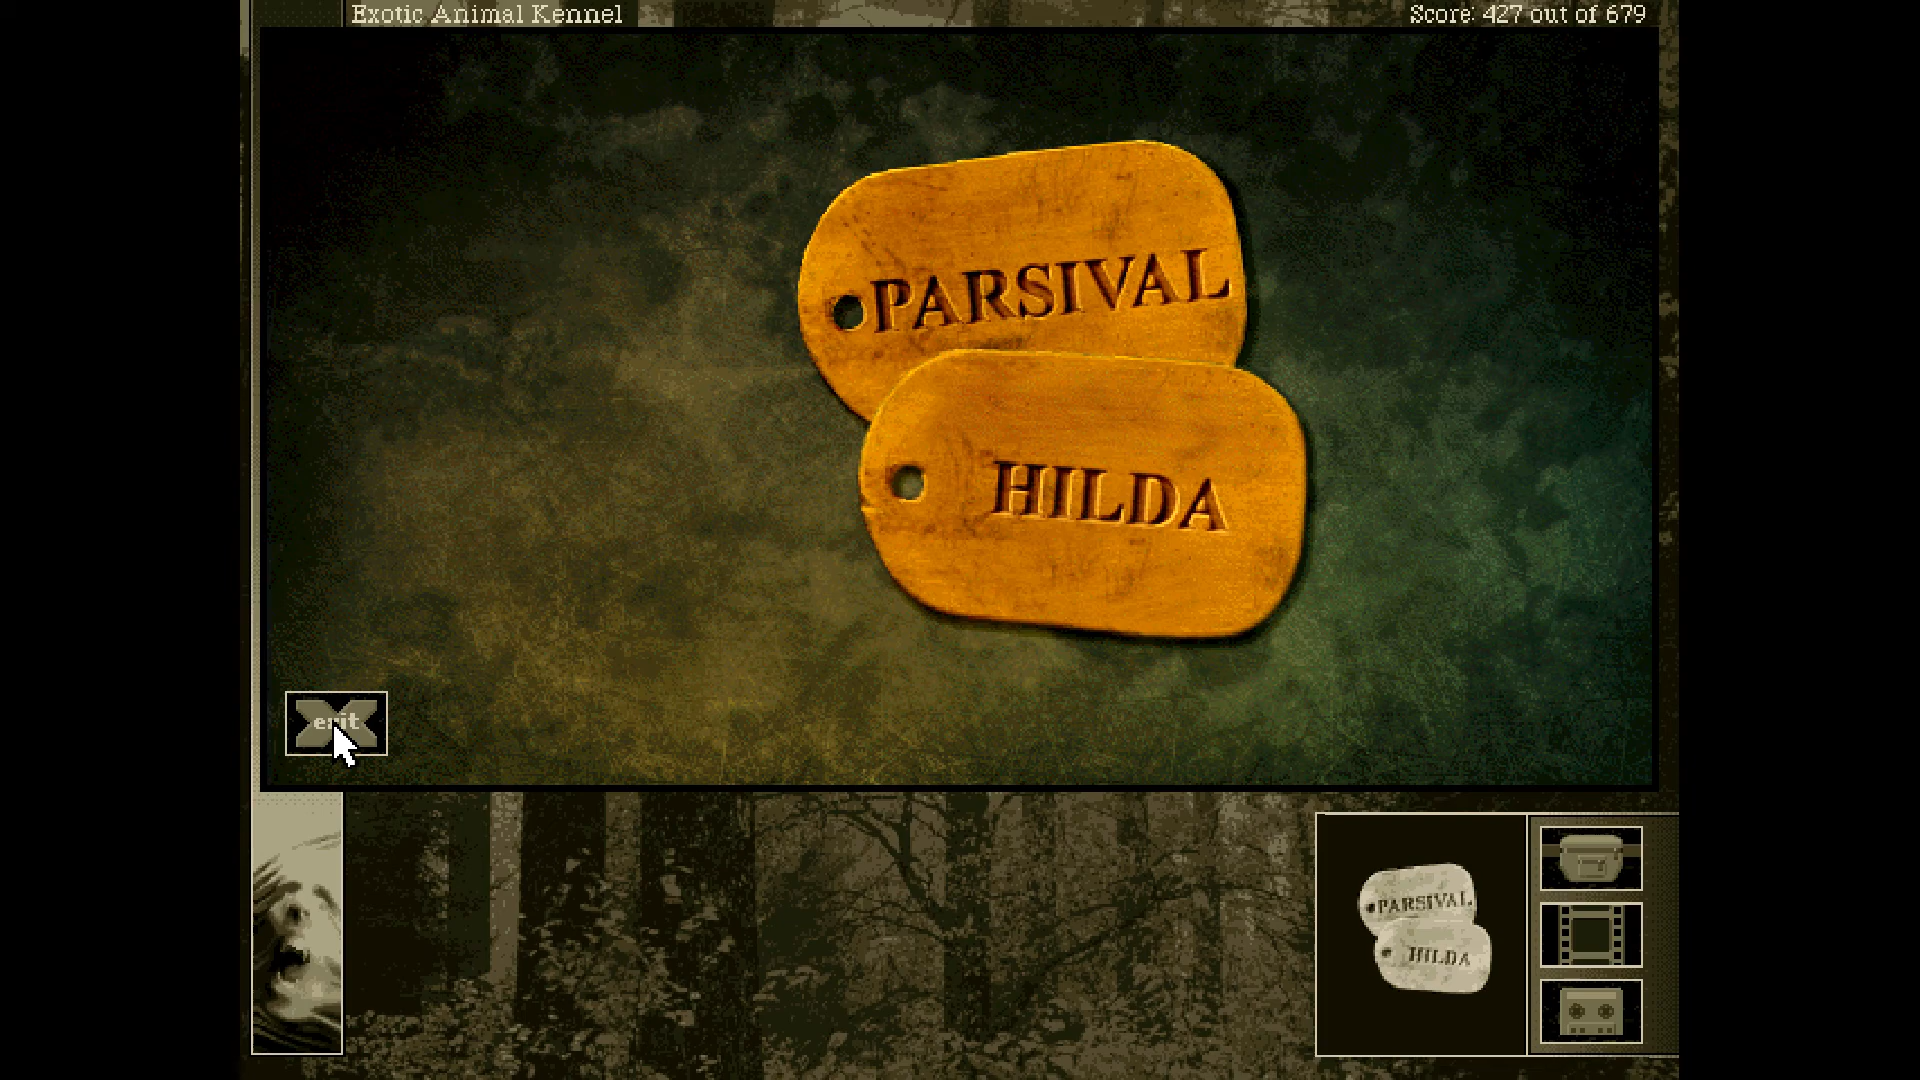 Exotic Animal Kennel
Score: 427 out of 679
PARSIVAL
HILDA
exit
PARSIVAL
HILDA